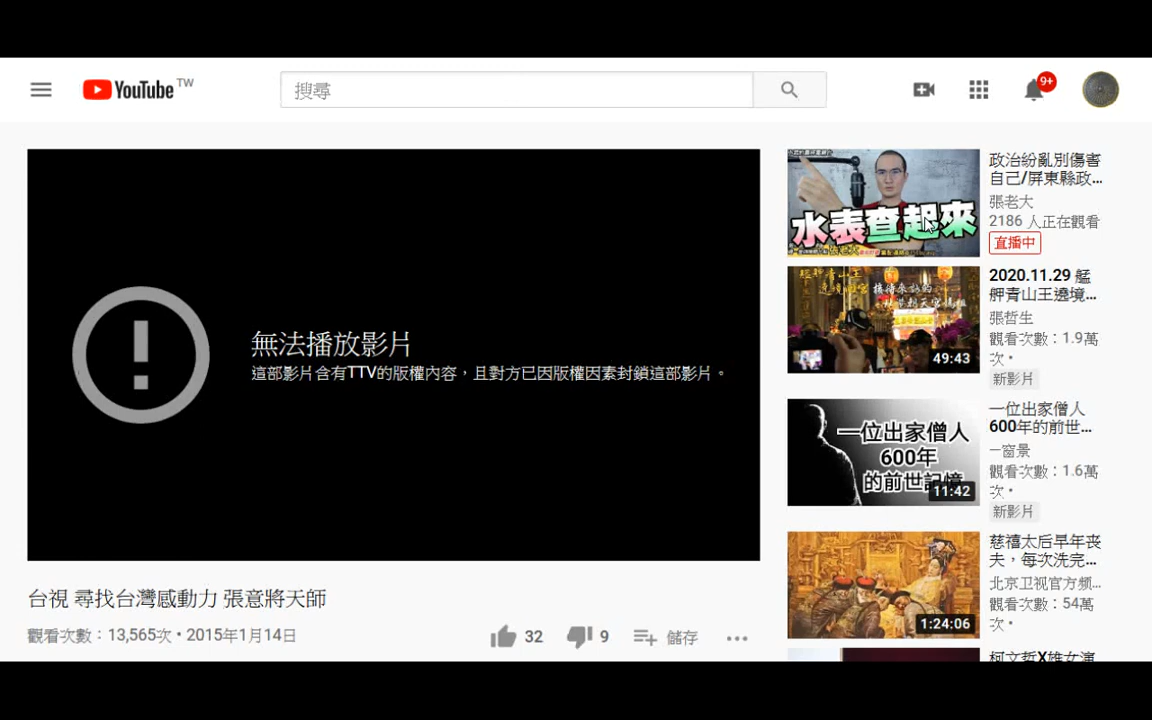 YouTube TW
搜尋
9+
無法播放影片
這部影片含有TTV的版權內容，且對方已因版權因素封鎖這部影片。
台視 尋找台灣感動力 張意將天師
觀看次數：13,565次 • 2015年1月14日
32
9
儲存
水表查起來
政治紛亂別傷害
自己/屏東縣政...
張老大
2186 人正在觀看
直播中
49:43
2020.11.29 艋
舺青山王遶境...
張哲生
觀看次數：1.9萬
次 •
新影片
一位出家僧人
600年
的前世記憶
11:42
一位出家僧人
600年的前世...
一窗景
觀看次數：1.6萬
次 •
新影片
1:24:06
慈禧太后早年丧
夫，每次洗完...
北京卫视官方频...
觀看次數：54萬
次 •
柯文哲X雄女演